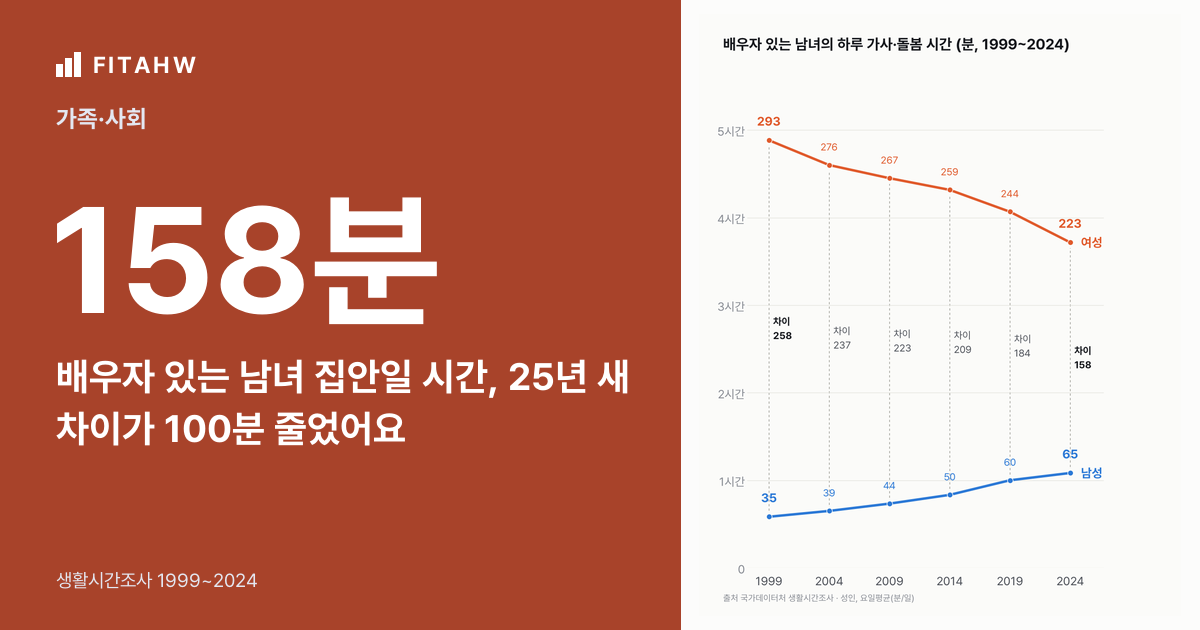 FITAHW
가족·사회
158분
배우자 있는 남녀 집안일 시간, 25년 새
차이가 100분 줄었어요
생활시간조사 1999~2024
배우자 있는 남녀의 하루 가사·돌봄 시간 (분, 1999~2024)
5시간
4시간
3시간
2시간
1시간
0
293
276
267
259
244
223
여성
차이
258
차이
237
차이
223
차이
209
차이
184
차이
158
35
39
44
50
60
65
남성
1999
2004
2009
2014
2019
2024
출처 국가데이터처 생활시간조사 · 성인, 요일평균(분/일)